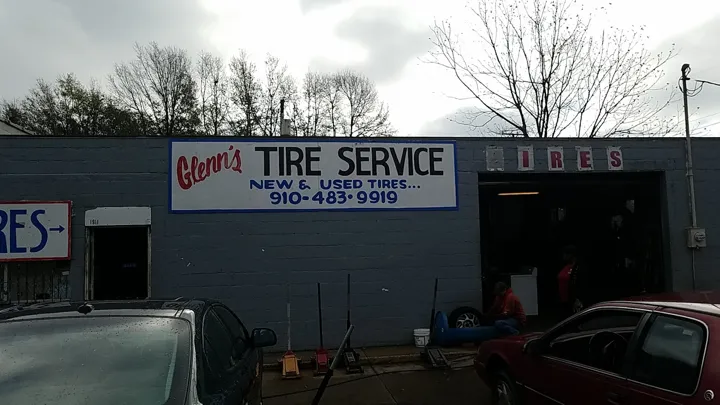 Glenn's TIRE SERVICE
NEW & USED TIRES...
910-483-9919
TIRES
RES→